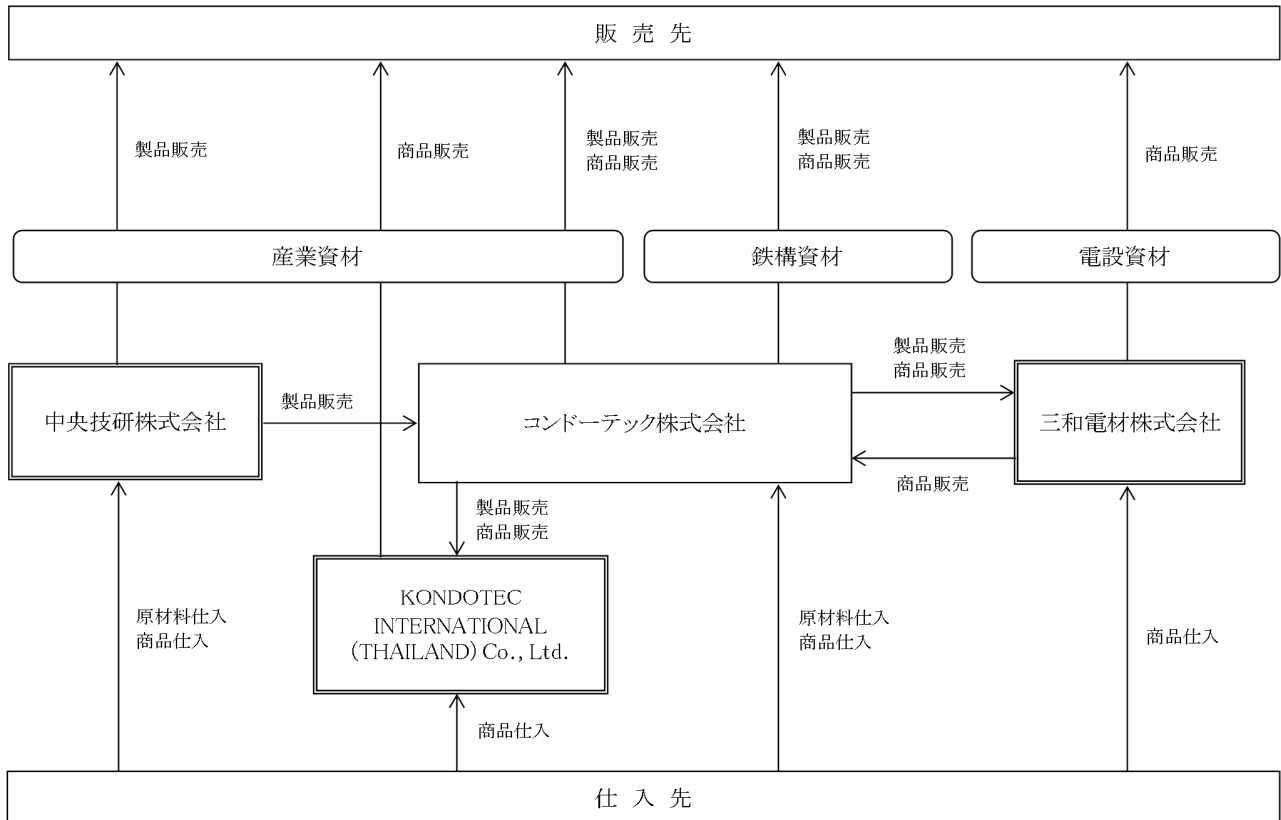 販売先
製品販売
商品販売
製品販売
商品販売
製品販売
商品販売
商品販売
産業資材
鉄構資材
電設資材
中央技研株式会社
製品販売
コンドーテック株式会社
製品販売
商品販売
三和電材株式会社
商品販売
製品販売
商品販売
KONDOTEC
INTERNATIONAL
(THAILAND) Co., Ltd.
原材料仕入
商品仕入
商品仕入
原材料仕入
商品仕入
商品仕入
仕入先